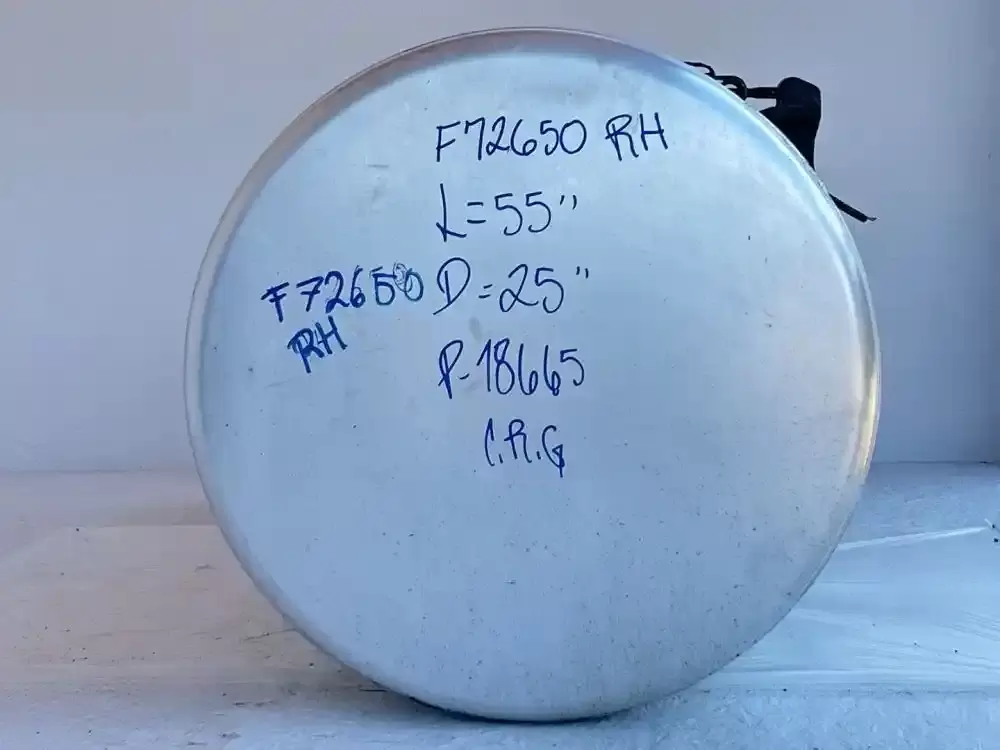 F72650 RH
L=55"
D=25"
P-18665
C.R.G
F72650
RH